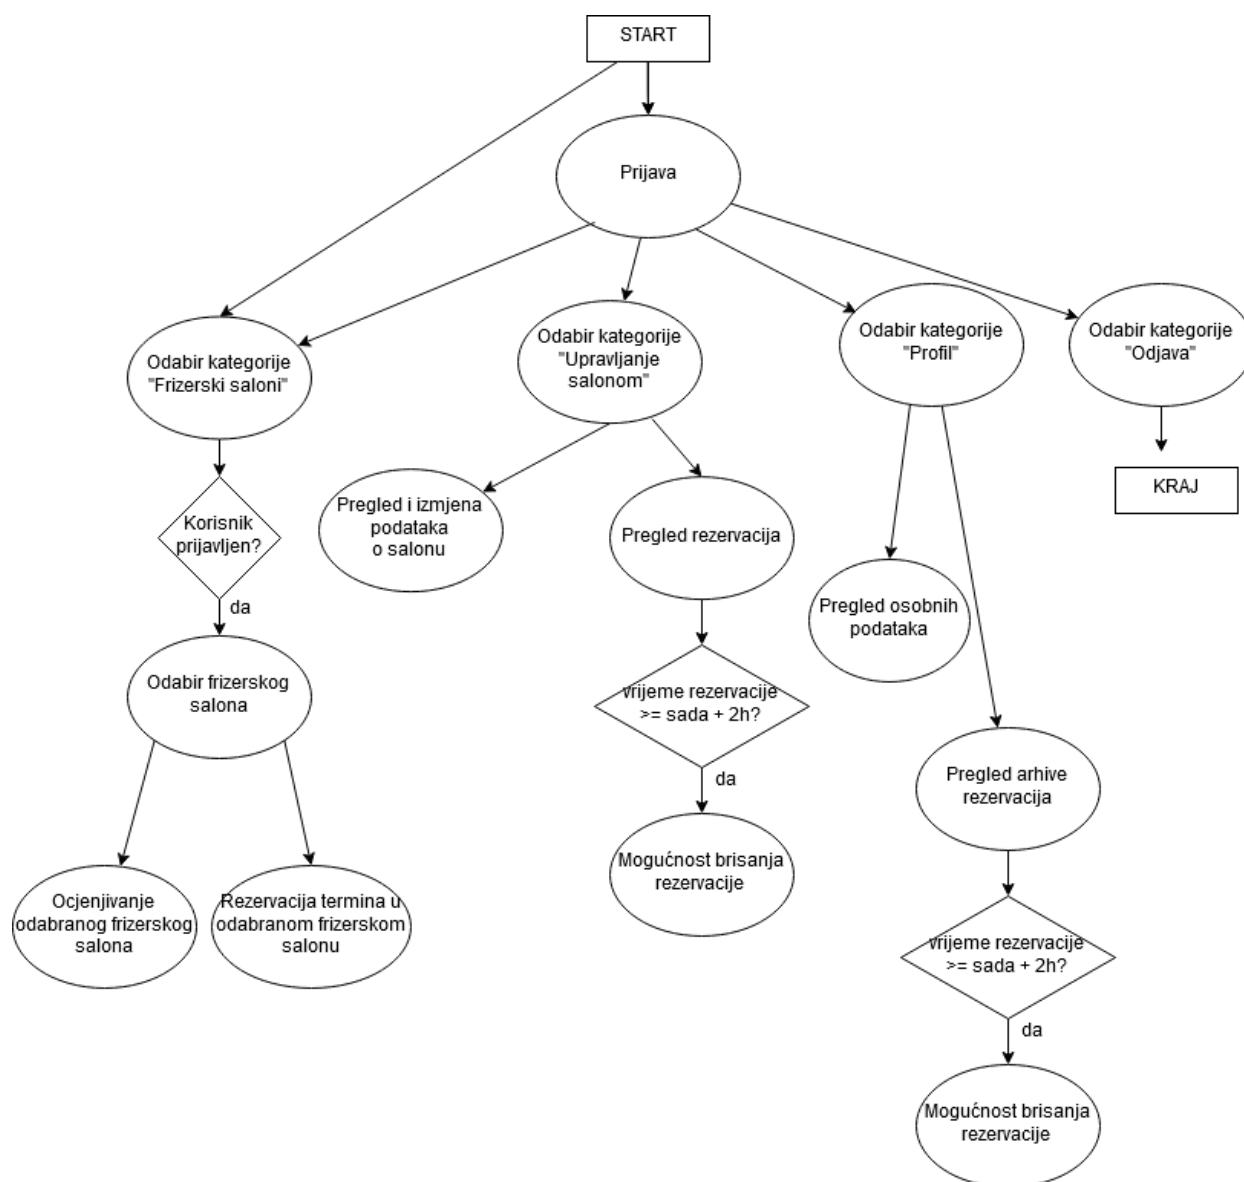 START
Prijava
Odabir kategorije
"Frizerski saloni"
Odabir kategorije
"Upravljanje
salonom"
Odabir kategorije
"Profil"
Odabir kategorije
"Odjava"
KRAJ
Korisnik
prijavljen?
da
Pregled i izmjena
podataka
o salonu
Pregled rezervacija
Pregled osobnih
podataka
Odabir frizerskog
salona
vrijeme rezervacije
>= sada + 2h?
da
Pregled arhive
rezervacija
Ocjenjivanje
odabranog frizerskog
salona
Rezervacija termina u
odabranom frizerskom
salonu
Mogućnost brisanja
rezervacije
vrijeme rezervacije
>= sada + 2h?
da
Mogućnost brisanja
rezervacije